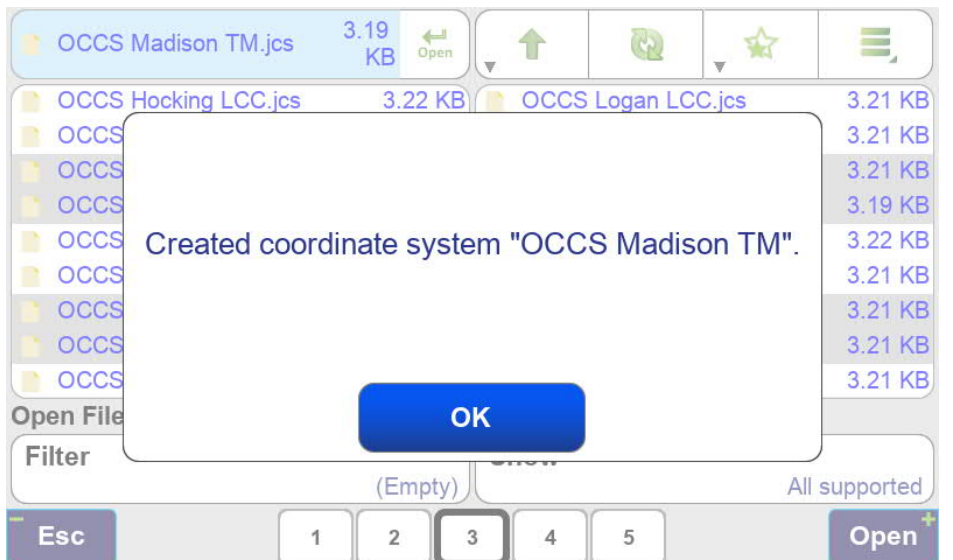 OCCS Madison TM.jcs 3.19 KB Open
OCCS Hocking LCC.jcs 3.22 KB OCCS Logan LCC.jcs 3.21 KB
OCCS 3.21 KB
OCCS 3.21 KB
OCCS 3.19 KB
OCCS 3.22 KB
OCCS 3.21 KB
OCCS 3.21 KB
OCCS 3.21 KB
OCCS 3.21 KB
Created coordinate system "OCCS Madison TM".
OK
Open File
Filter
(Empty) All supported
Esc 1 2 3 4 5 Open